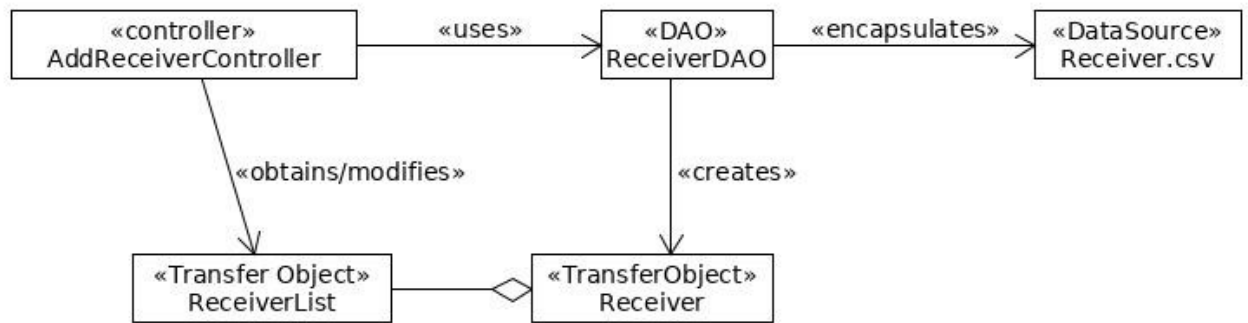 «controller»
AddReceiverController
«uses»
«DAO»
ReceiverDAO
«encapsulates»
«DataSource»
Receiver.csv
«obtains/modifies»
«creates»
«Transfer Object»
ReceiverList
«TransferObject»
Receiver